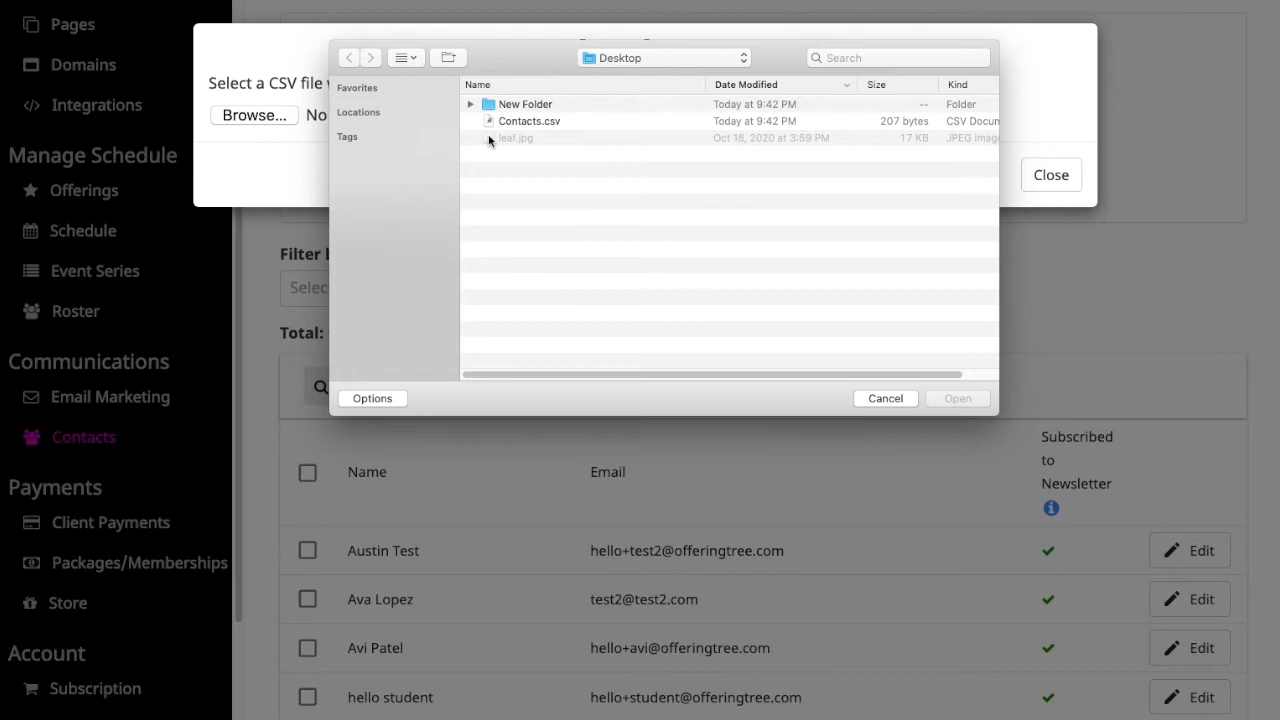 Pages
Domains
Integrations
Manage Schedule
Offerings
Schedule
Event Series
Roster
Communications
Email Marketing
Contacts
Payments
Client Payments
Packages/Memberships
Store
Account
Subscription
Select a CSV file
Browse... No
Close
Desktop
Search
Favorites
Locations
Tags
Name Date Modified Size Kind
New Folder Today at 9:42 PM -- Folder
Contacts.csv Today at 9:42 PM 207 bytes CSV Docum
leaf.jpg Oct 18, 2020 at 3:59 PM 17 KB JPEG image
Options Cancel Open
Filter
Selec
Total:
Name Email Subscribed
to
Newsletter
Austin Test hello+test2@offeringtree.com Edit
Ava Lopez test2@test2.com Edit
Avi Patel hello+avi@offeringtree.com Edit
hello student hello+student@offeringtree.com Edit